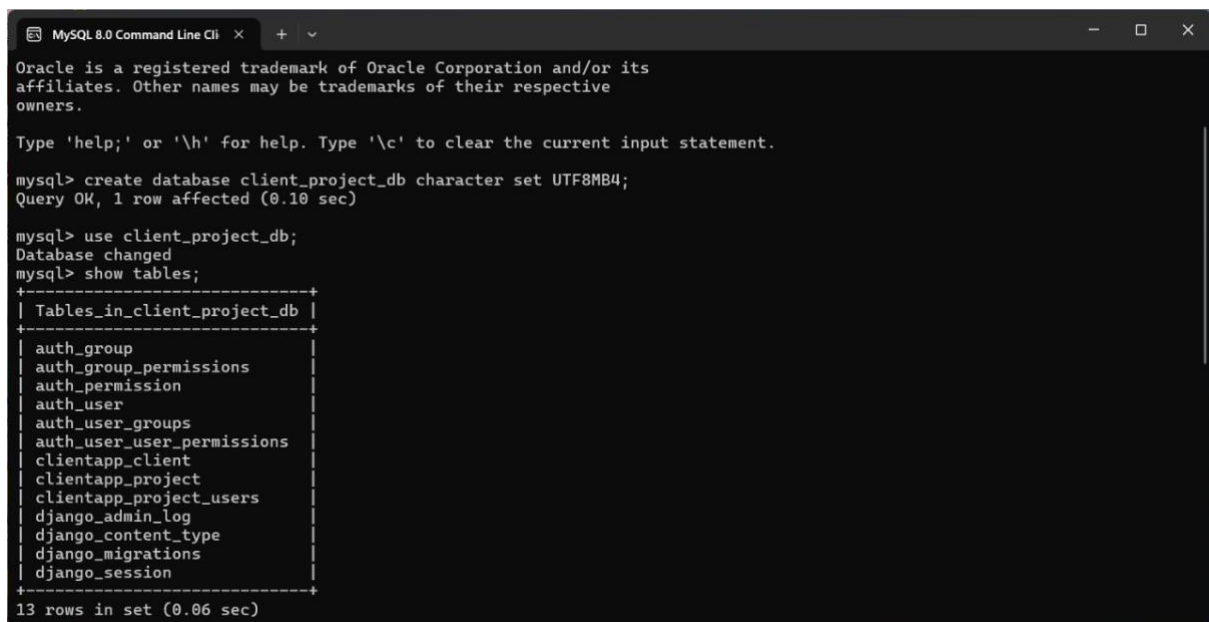 MySQL 8.0 Command Line Cli
Oracle is a registered trademark of Oracle Corporation and/or its
affiliates. Other names may be trademarks of their respective
owners.
Type 'help;' or '\h' for help. Type '\c' to clear the current input statement.
mysql> create database client_project_db character set UTF8MB4;
Query OK, 1 row affected (0.10 sec)
mysql> use client_project_db;
Database changed
mysql> show tables;
+-----------------------------+
| Tables_in_client_project_db |
+-----------------------------+
| auth_group                  |
| auth_group_permissions      |
| auth_permission             |
| auth_user                   |
| auth_user_groups            |
| auth_user_user_permissions  |
| clientapp_client            |
| clientapp_project           |
| clientapp_project_users     |
| django_admin_log            |
| django_content_type         |
| django_migrations           |
| django_session              |
+-----------------------------+
13 rows in set (0.06 sec)